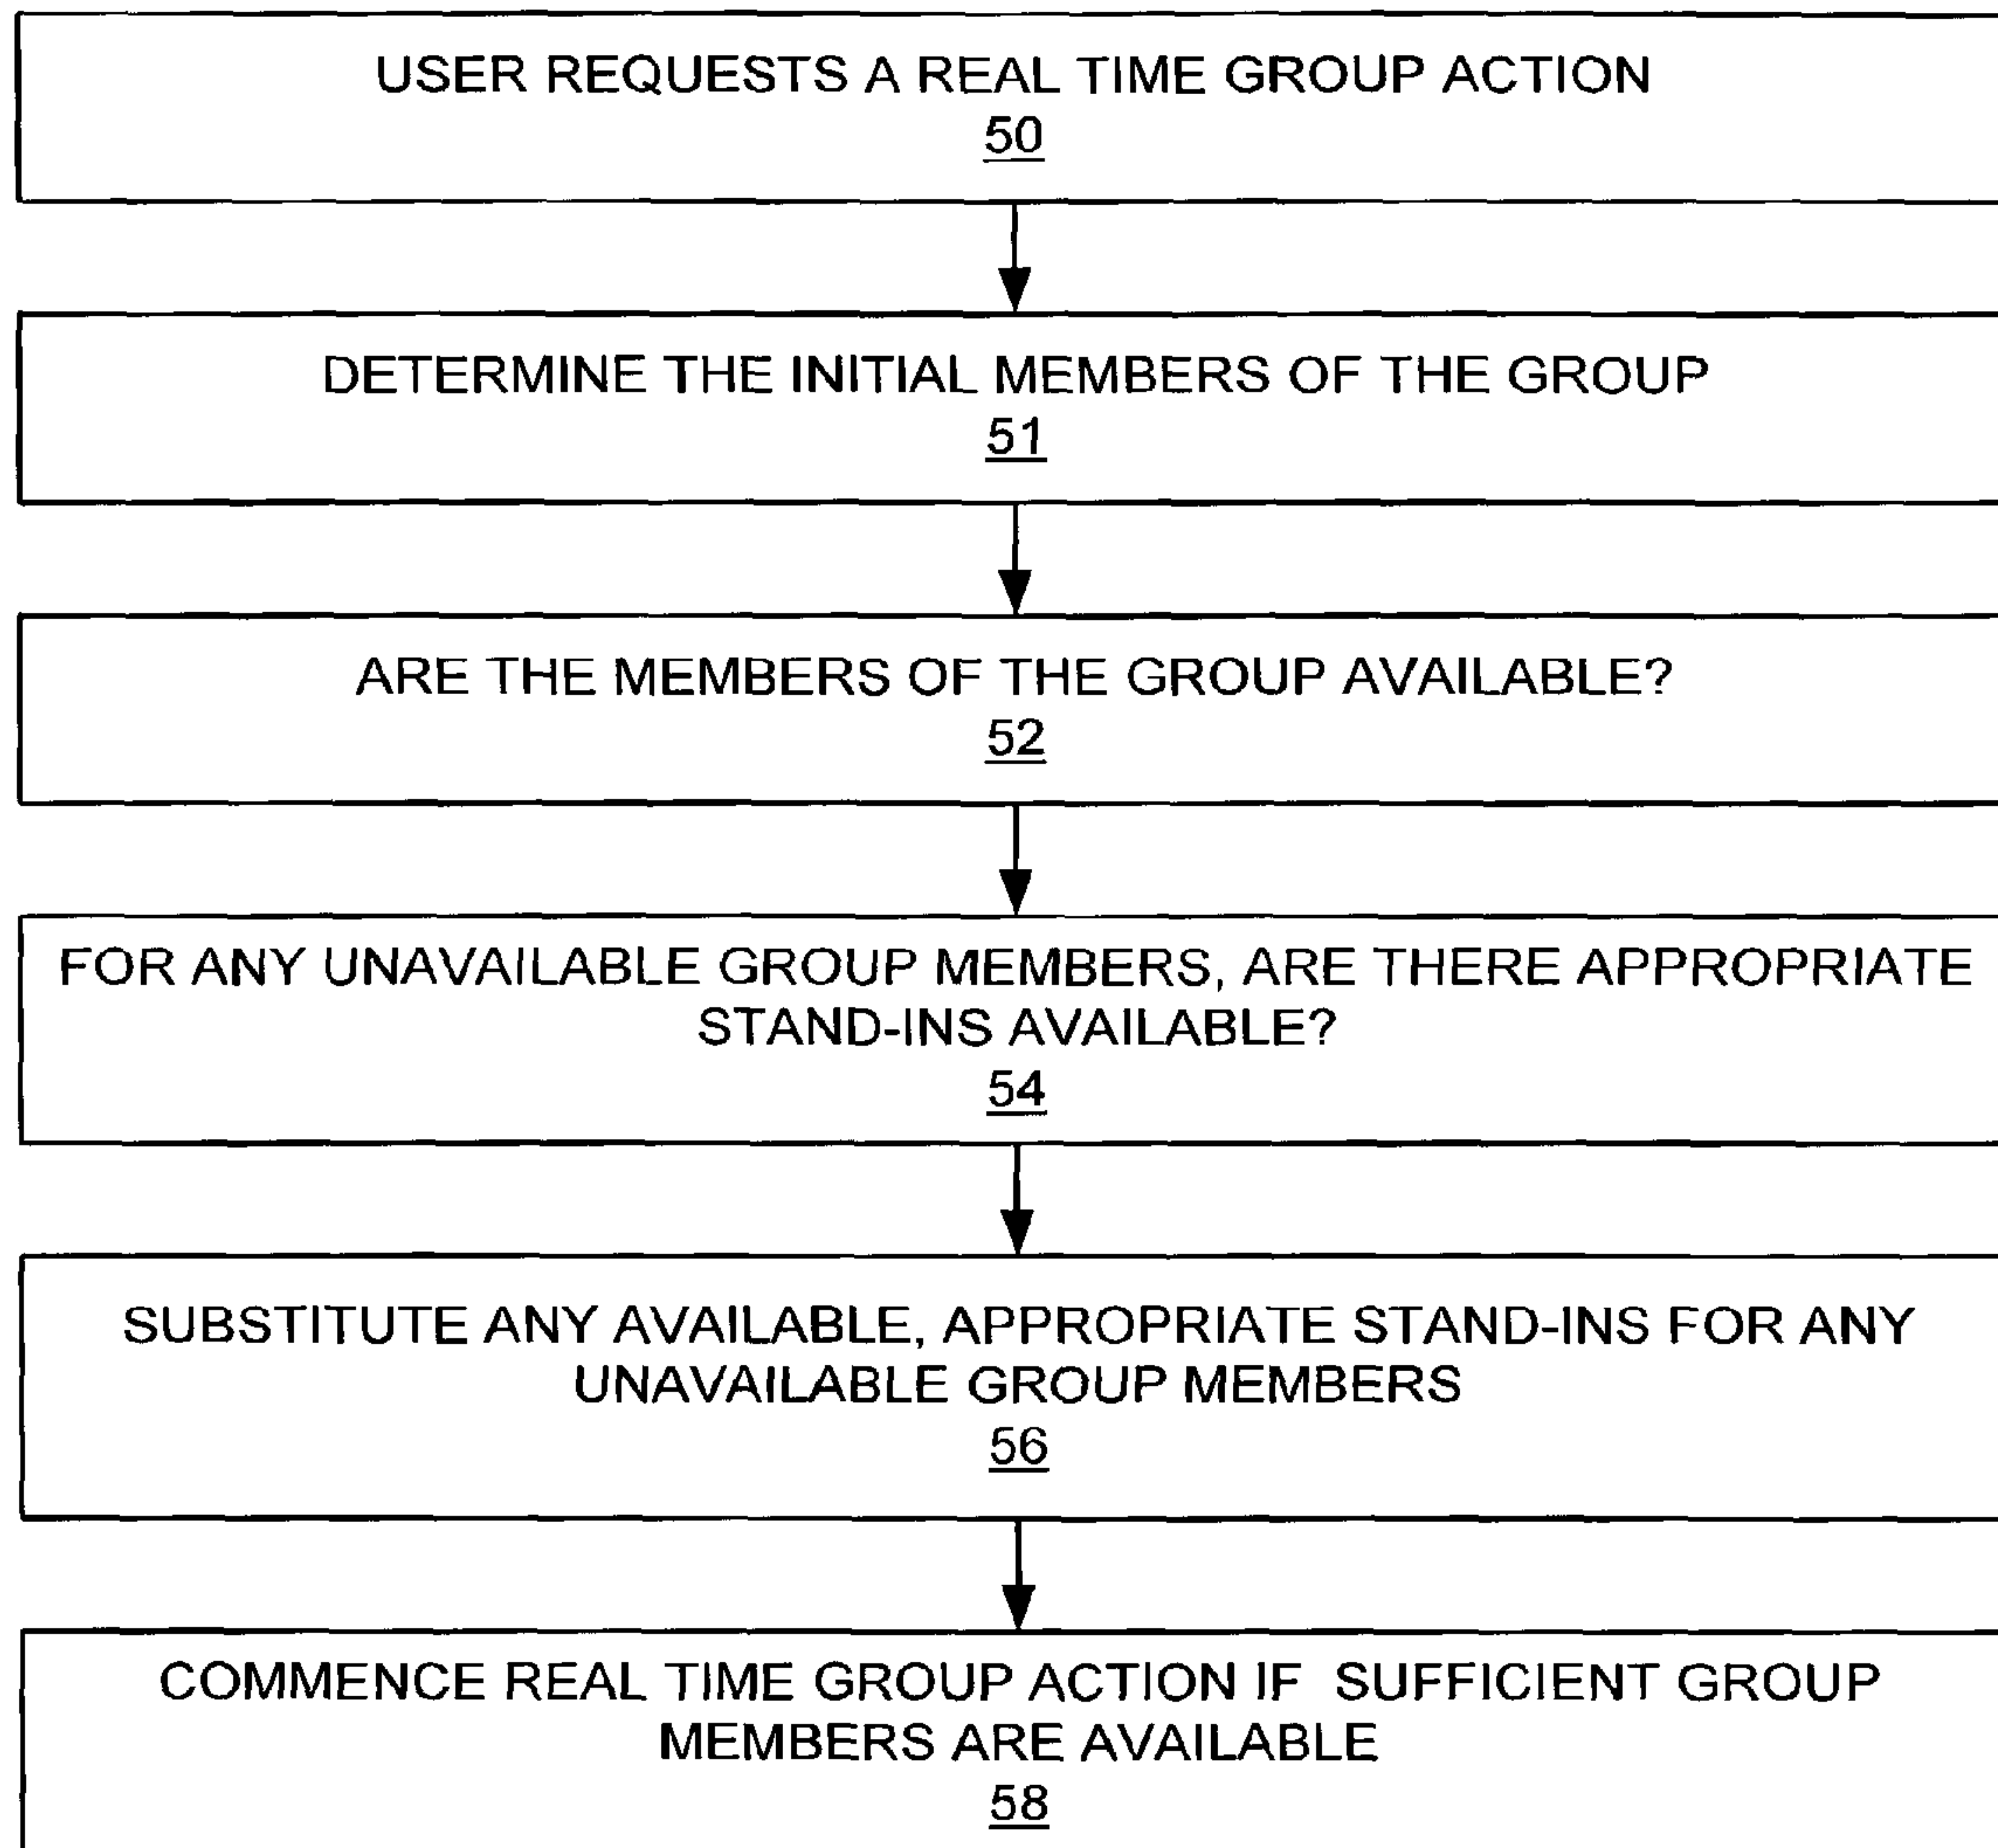 USER REQUESTS A REAL TIME GROUP ACTION
50
DETERMINE THE INITIAL MEMBERS OF THE GROUP
51
ARE THE MEMBERS OF THE GROUP AVAILABLE?
52
FOR ANY UNAVAILABLE GROUP MEMBERS, ARE THERE APPROPRIATE
STAND-INS AVAILABLE?
54
SUBSTITUTE ANY AVAILABLE, APPROPRIATE STAND-INS FOR ANY
UNAVAILABLE GROUP MEMBERS
56
COMMENCE REAL TIME GROUP ACTION IF SUFFICIENT GROUP
MEMBERS ARE AVAILABLE
58